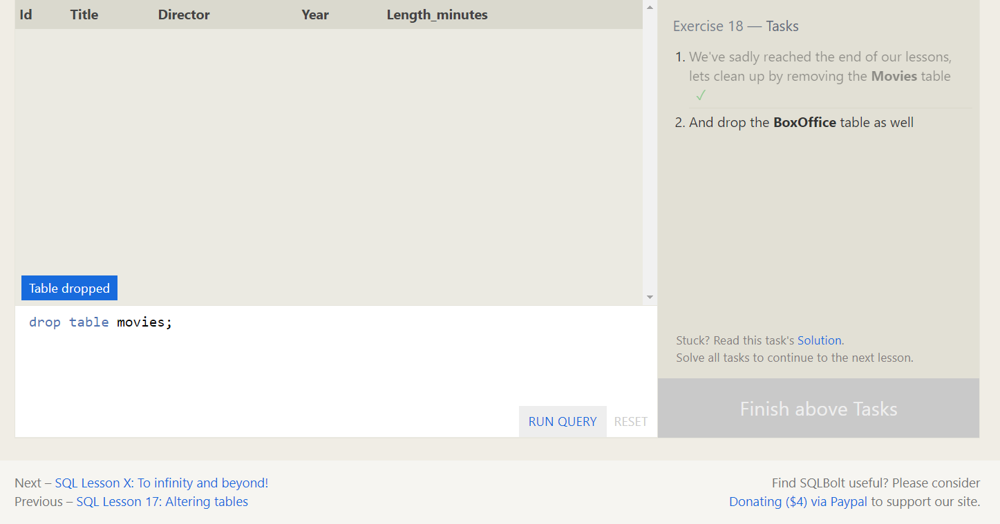 Id Title Director Year Length_minutes
Table dropped
drop table movies;
RUN QUERY RESET
Exercise 18 — Tasks
1. We've sadly reached the end of our lessons,
lets clean up by removing the Movies table
✓
2. And drop the BoxOffice table as well
Stuck? Read this task's Solution.
Solve all tasks to continue to the next lesson.
Finish above Tasks
Next – SQL Lesson X: To infinity and beyond!
Previous – SQL Lesson 17: Altering tables
Find SQLBolt useful? Please consider
Donating ($4) via Paypal to support our site.